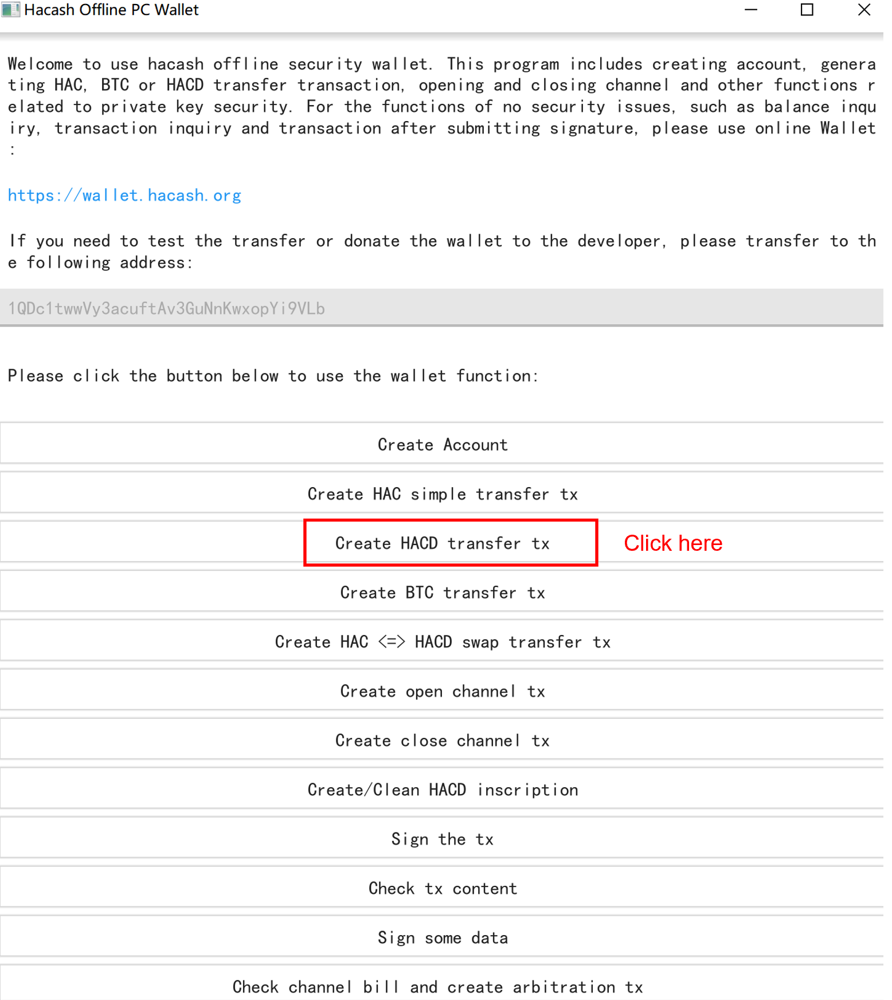 Hacash Offline PC Wallet
Welcome to use hacash offline security wallet. This program includes creating account, genera
ting HAC, BTC or HACD transfer transaction, opening and closing channel and other functions r
elated to private key security. For the functions of no security issues, such as balance inqu
iry, transaction inquiry and transaction after submitting signature, please use online Wallet
:
https://wallet.hacash.org
If you need to test the transfer or donate the wallet to the developer, please transfer to th
e following address:
1QDc1twwVy3acuftAv3GuNnKwxopYi9VLb
Please click the button below to use the wallet function:
Create Account
Create HAC simple transfer tx
Create HACD transfer tx
Click here
Create BTC transfer tx
Create HAC <=> HACD swap transfer tx
Create open channel tx
Create close channel tx
Create/Clean HACD inscription
Sign the tx
Check tx content
Sign some data
Check channel bill and create arbitration tx